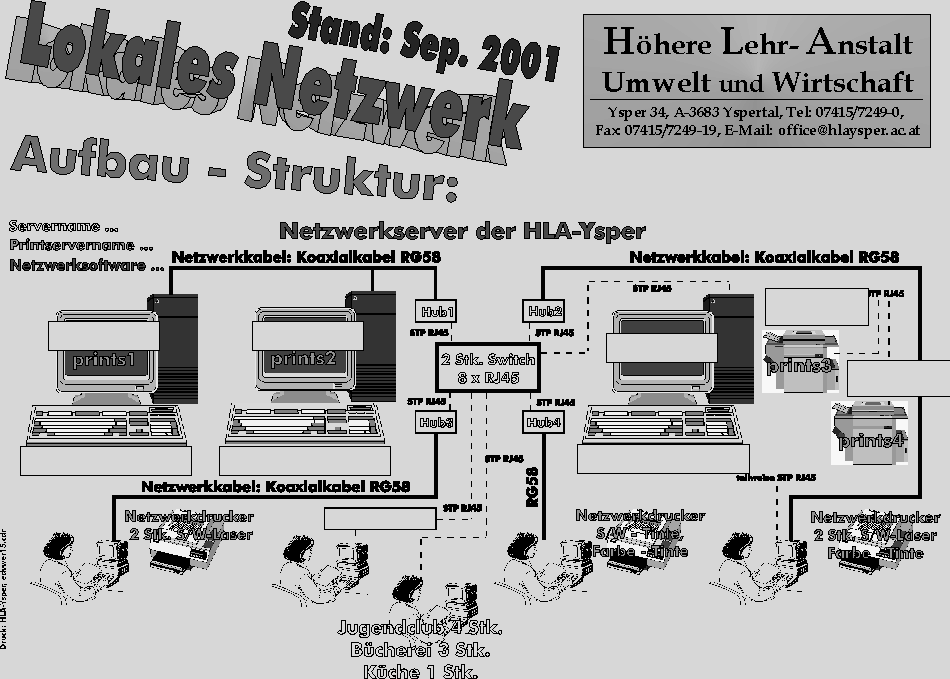 Stand: Sep. 2001
Lokales Netzwerk
Aufbau - Struktur:
Höhere Lehr- Anstalt
Umwelt und Wirtschaft
Ysper 34, A-3683 Yspertal, Tel: 07415/7249-0,
Fax: 07415/7249-19, E-Mail: office@hlaysper.ac.at
Servername ...
Printservername ...
Netzwerksoftware ...
Netzwerkserver der HLA-Ysper
Netzwerkkabel: Koaxialkabel RG58
Netzwerkkabel: Koaxialkabel RG58
STP RJ45
STP RJ45
Hub1
Hub2
STP RJ45
STP RJ45
prints1
prints2
2 Stk. Switch
8 x RJ45
prints3
STP RJ45
STP RJ45
Hub3
Hub4
prints4
STP RJ45
RG58
teilweise STP RJ45
Netzwerkkabel: Koaxialkabel RG58
STP RJ45
Netzwerkdrucker
2 Stk. S/W-Laser
Netzwerkdrucker
S/W - Tinte,
Farbe - Tinte
Netzwerkdrucker
2 Stk. S/W-Laser
Farbe - Tinte
Jugendclub 4 Stk.
Bücherei 3 Stk.
Küche 1 Stk.